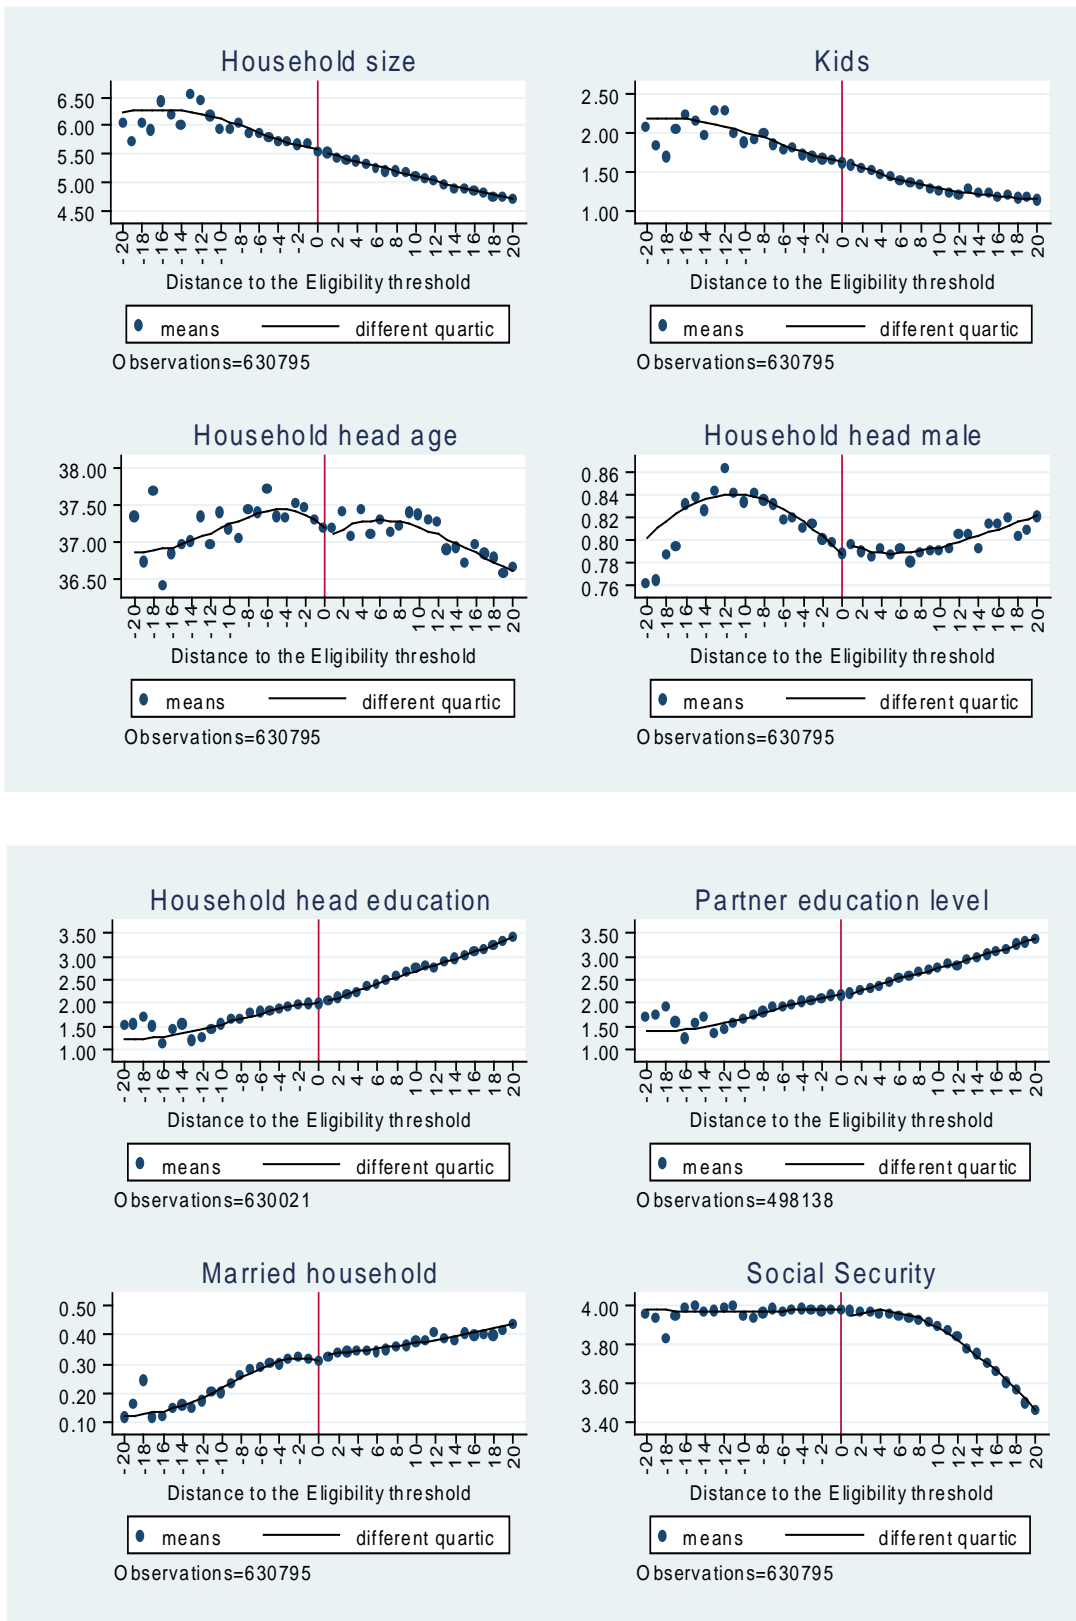 Household size
6.50
6.00
5.50
5.00
4.50
-20 -18 -16 -14 -12 -10 -8 -6 -4 -2 0 2 4 6 8 10 12 14 16 18 20
Distance to the Eligibility threshold
means different quartic
Observations=630795
Kids
2.50
2.00
1.50
1.00
-20 -18 -16 -14 -12 -10 -8 -6 -4 -2 0 2 4 6 8 10 12 14 16 18 20
Distance to the Eligibility threshold
means different quartic
Observations=630795
Household head age
38.00
37.50
37.00
36.50
-20 -18 -16 -14 -12 -10 -8 -6 -4 -2 0 2 4 6 8 10 12 14 16 18 20
Distance to the Eligibility threshold
means different quartic
Observations=630795
Household head male
0.86
0.84
0.82
0.80
0.78
0.76
-20 -18 -16 -14 -12 -10 -8 -6 -4 -2 0 2 4 6 8 10 12 14 16 18 20
Distance to the Eligibility threshold
means different quartic
Observations=630795
Household head education
3.50
3.00
2.50
2.00
1.50
1.00
-20 -18 -16 -14 -12 -10 -8 -6 -4 -2 0 2 4 6 8 10 12 14 16 18 20
Distance to the Eligibility threshold
means different quartic
Observations=630021
Partner education level
3.50
3.00
2.50
2.00
1.50
1.00
-20 -18 -16 -14 -12 -10 -8 -6 -4 -2 0 2 4 6 8 10 12 14 16 18 20
Distance to the Eligibility threshold
means different quartic
Observations=498138
Married household
0.50
0.40
0.30
0.20
0.10
-20 -18 -16 -14 -12 -10 -8 -6 -4 -2 0 2 4 6 8 10 12 14 16 18 20
Distance to the Eligibility threshold
means different quartic
Observations=630795
Social Security
4.00
3.80
3.60
3.40
-20 -18 -16 -14 -12 -10 -8 -6 -4 -2 0 2 4 6 8 10 12 14 16 18 20
Distance to the Eligibility threshold
means different quartic
Observations=630795